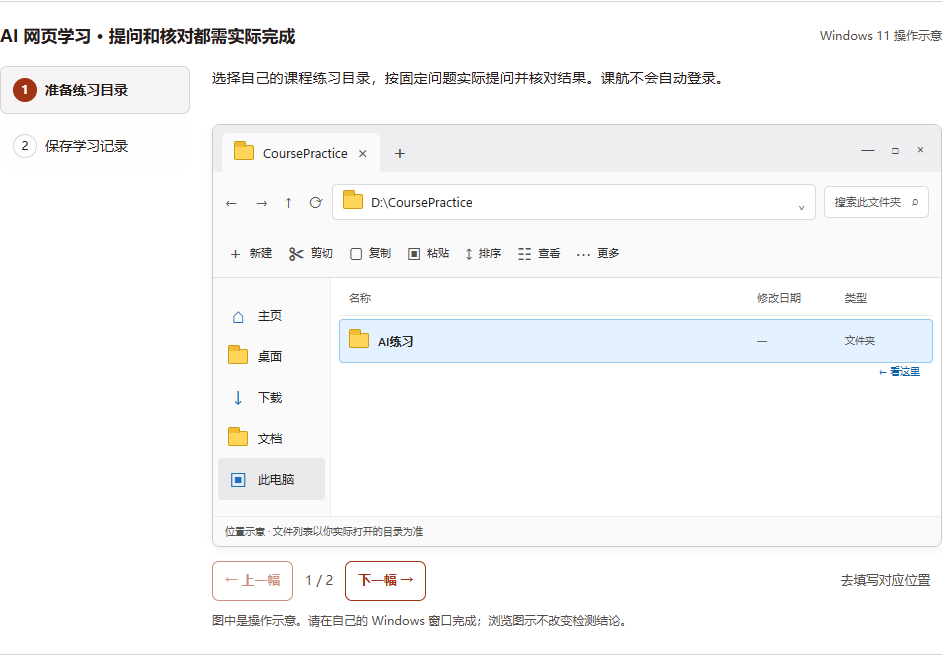 AI 网页学习 • 提问和核对都需实际完成
Windows 11 操作示意
1 准备练习目录
2 保存学习记录
选择自己的课程练习目录，按固定问题实际提问并核对结果。课航不会自动登录。
CoursePractice × +
— □ ×
← → ↑ ⟳ D:\CoursePractice ⌄ 搜索此文件夹 ⌕
+ 新建 ✂ 剪切 ▢ 复制 ▣ 粘贴 ↕ 排序 ☷ 查看 … 更多
名称 修改日期 类型
AI练习 — 文件夹
← 看这里
⌂ 主页
桌面
↓ 下载
文档
▣ 此电脑
位置示意 · 文件列表以你实际打开的目录为准
← 上一幅 1 / 2 下一幅 → 去填写对应位置
图中是操作示意。请在自己的 Windows 窗口完成；浏览图示不改变检测结论。